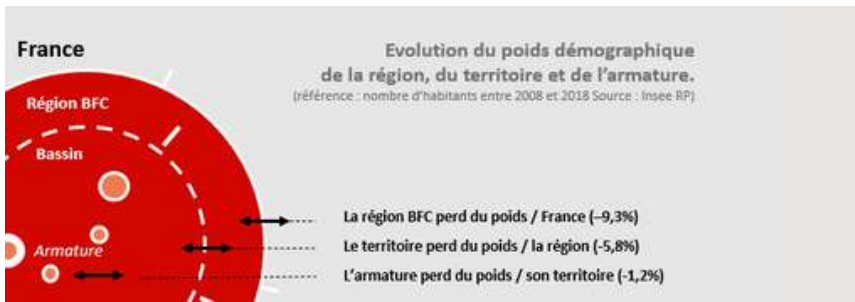 France
Evolution du poids démographique
de la région, du territoire et de l'armature.
(référence : nombre d'habitants entre 2008 et 2018 Source : Insee RP)
Région BFC
Bassin
La région BFC perd du poids / France (–9,3%)
Armature
Le territoire perd du poids / la région (-5,8%)
L'armature perd du poids / son territoire (-1,2%)